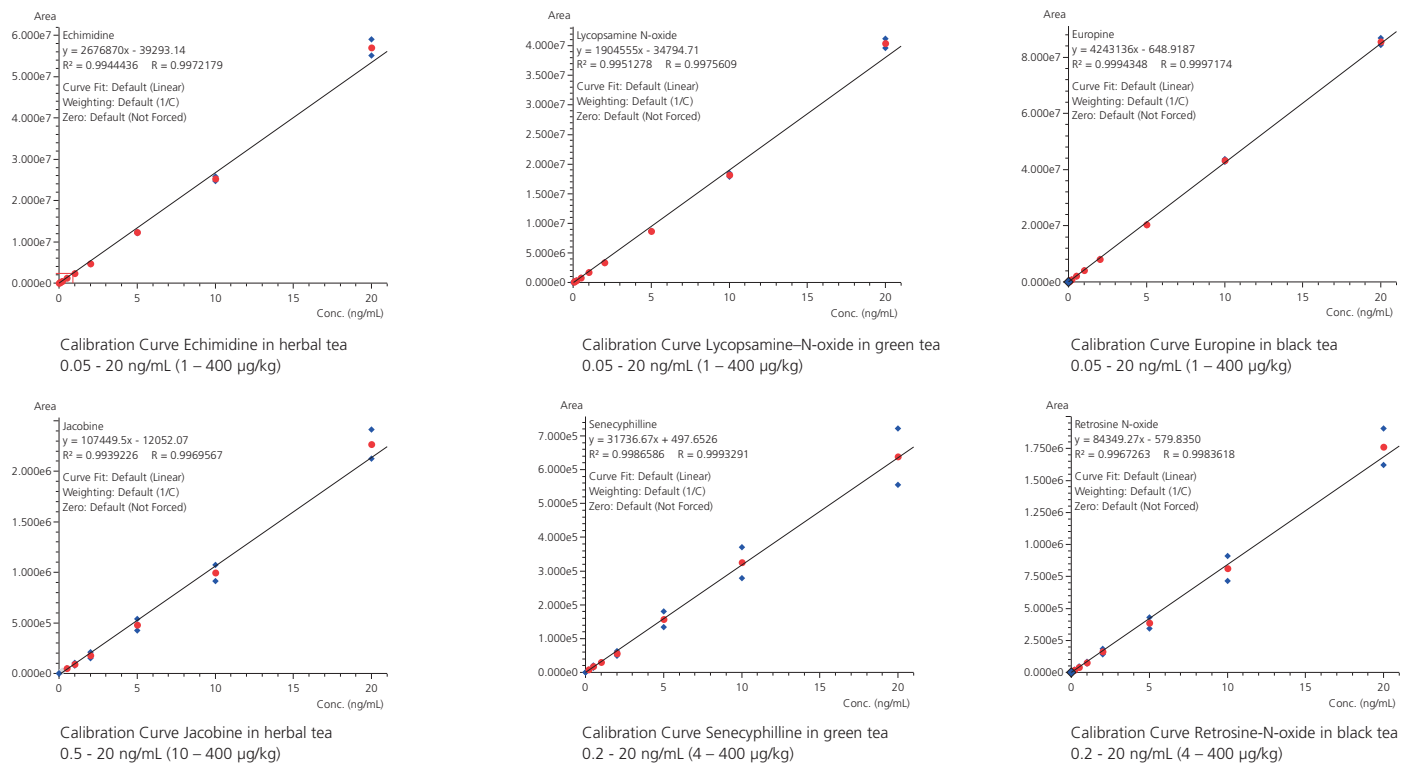 Area
Echimidine
y = 2676870x - 39293.14
R² = 0.9944436 R = 0.9972179
Curve Fit: Default (Linear)
Weighting: Default (1/C)
Zero: Default (Not Forced)
6.000e7
5.000e7
4.000e7
3.000e7
2.000e7
1.000e7
0.000e0
0 5 10 15 20
Conc. (ng/mL)
Calibration Curve Echimidine in herbal tea
0.05 - 20 ng/mL (1 – 400 µg/kg)
Area
Lycopsamine N-oxide
y = 1904555x - 34794.71
R² = 0.9951278 R = 0.9975609
Curve Fit: Default (Linear)
Weighting: Default (1/C)
Zero: Default (Not Forced)
4.000e7
3.500e7
3.000e7
2.500e7
2.000e7
1.500e7
1.000e7
5.000e6
0.000e0
0 5 10 15 20
Conc. (ng/mL)
Calibration Curve Lycopsamine–N-oxide in green tea
0.05 - 20 ng/mL (1 – 400 µg/kg)
Area
Europine
y = 4243136x - 648.9187
R² = 0.9994348 R = 0.9997174
Curve Fit: Default (Linear)
Weighting: Default (1/C)
Zero: Default (Not Forced)
8.000e7
6.000e7
4.000e7
2.000e7
0.000e0
0 5 10 15 20
Conc. (ng/mL)
Calibration Curve Europine in black tea
0.05 - 20 ng/mL (1 – 400 µg/kg)
Area
Jacobine
y = 107449.5x - 12052.07
R² = 0.9939226 R = 0.9969567
Curve Fit: Default (Linear)
Weighting: Default (1/C)
Zero: Default (Not Forced)
2.000e6
1.500e6
1.000e6
5.000e5
0.000e0
0 5 10 15 20
Conc. (ng/mL)
Calibration Curve Jacobine in herbal tea
0.5 - 20 ng/mL (10 – 400 µg/kg)
Area
Senecyphilline
y = 31736.67x + 497.6526
R² = 0.9986586 R = 0.9993291
Curve Fit: Default (Linear)
Weighting: Default (1/C)
Zero: Default (Not Forced)
7.000e5
6.000e5
5.000e5
4.000e5
3.000e5
2.000e5
1.000e5
0.000e0
0 5 10 15 20
Conc. (ng/mL)
Calibration Curve Senecyphilline in green tea
0.2 - 20 ng/mL (4 – 400 µg/kg)
Area
Retrosine N-oxide
y = 84349.27x - 579.8350
R² = 0.9967263 R = 0.9983618
Curve Fit: Default (Linear)
Weighting: Default (1/C)
Zero: Default (Not Forced)
1.750e6
1.500e6
1.250e6
1.000e6
7.500e5
5.000e5
2.500e5
0.000e0
0 5 10 15 20
Conc. (ng/mL)
Calibration Curve Retrosine-N-oxide in black tea
0.2 - 20 ng/mL (4 – 400 µg/kg)